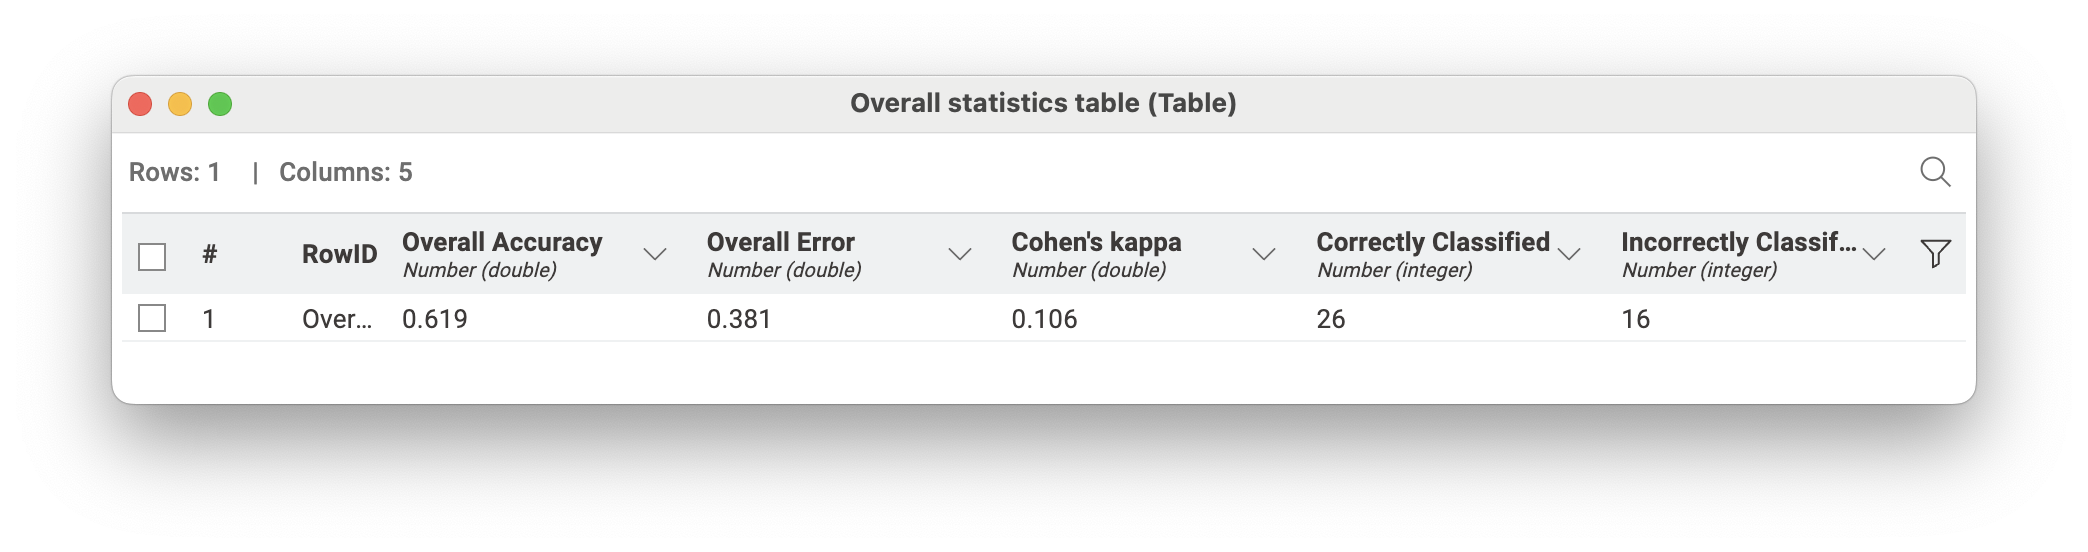 Overall statistics table (Table)
Rows: 1 | Columns: 5
# RowID Overall Accuracy Overall Error Cohen's kappa Correctly Classified Incorrectly Classif...
Number (double) Number (double) Number (double) Number (integer) Number (integer)
1 Over... 0.619 0.381 0.106 26 16